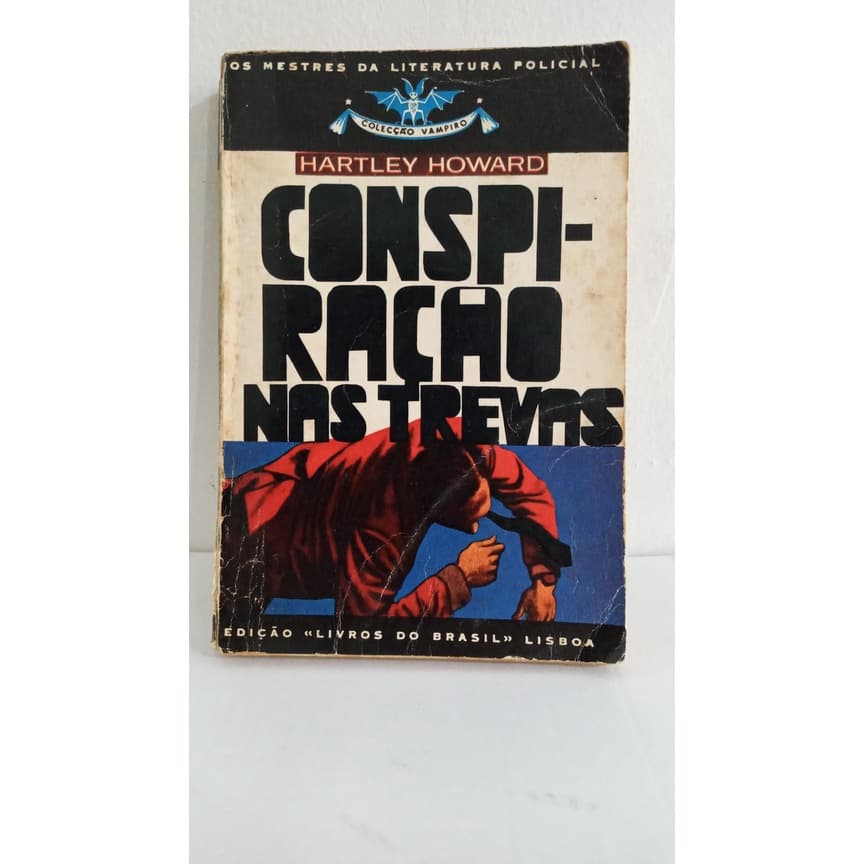 OS MESTRES DA LITERATURA POLICIAL
COLECÇÃO VAMPIRO
HARTLEY HOWARD
CONSPI-
RAÇÃO
NAS TREVAS
EDIÇÃO «LIVROS DO BRASIL» LISBOA